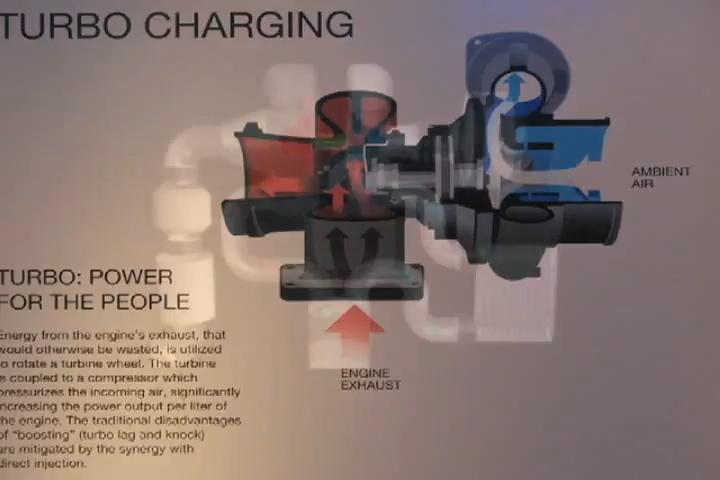 TURBO CHARGING
AMBIENT
AIR
TURBO: POWER
FOR THE PEOPLE
Energy from the engine's exhaust, that
would otherwise be wasted, is utilized
to rotate a turbine wheel. The turbine
is coupled to a compressor which
pressurizes the incoming air, significantly
increasing the power output per liter of
the engine. The traditional disadvantages
of "boosting" (turbo lag and knock)
are mitigated by the synergy with
direct injection.
ENGINE
EXHAUST